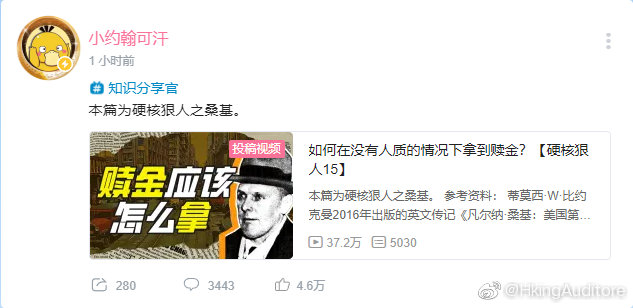 小约翰可汗
1 小时前
知识分享官
本篇为硬核狠人之桑基。
投稿视频
赎金应该
怎么拿
如何在没有人质的情况下拿到赎金？【硬核狠
人15】
本篇为硬核狠人之桑基。 参考资料： 蒂莫西·W·比约
克曼2016年出版的英文传记《凡尔纳·桑基：美国第...
37.2万
5030
280
3443
4.6万
@HkingAuditore